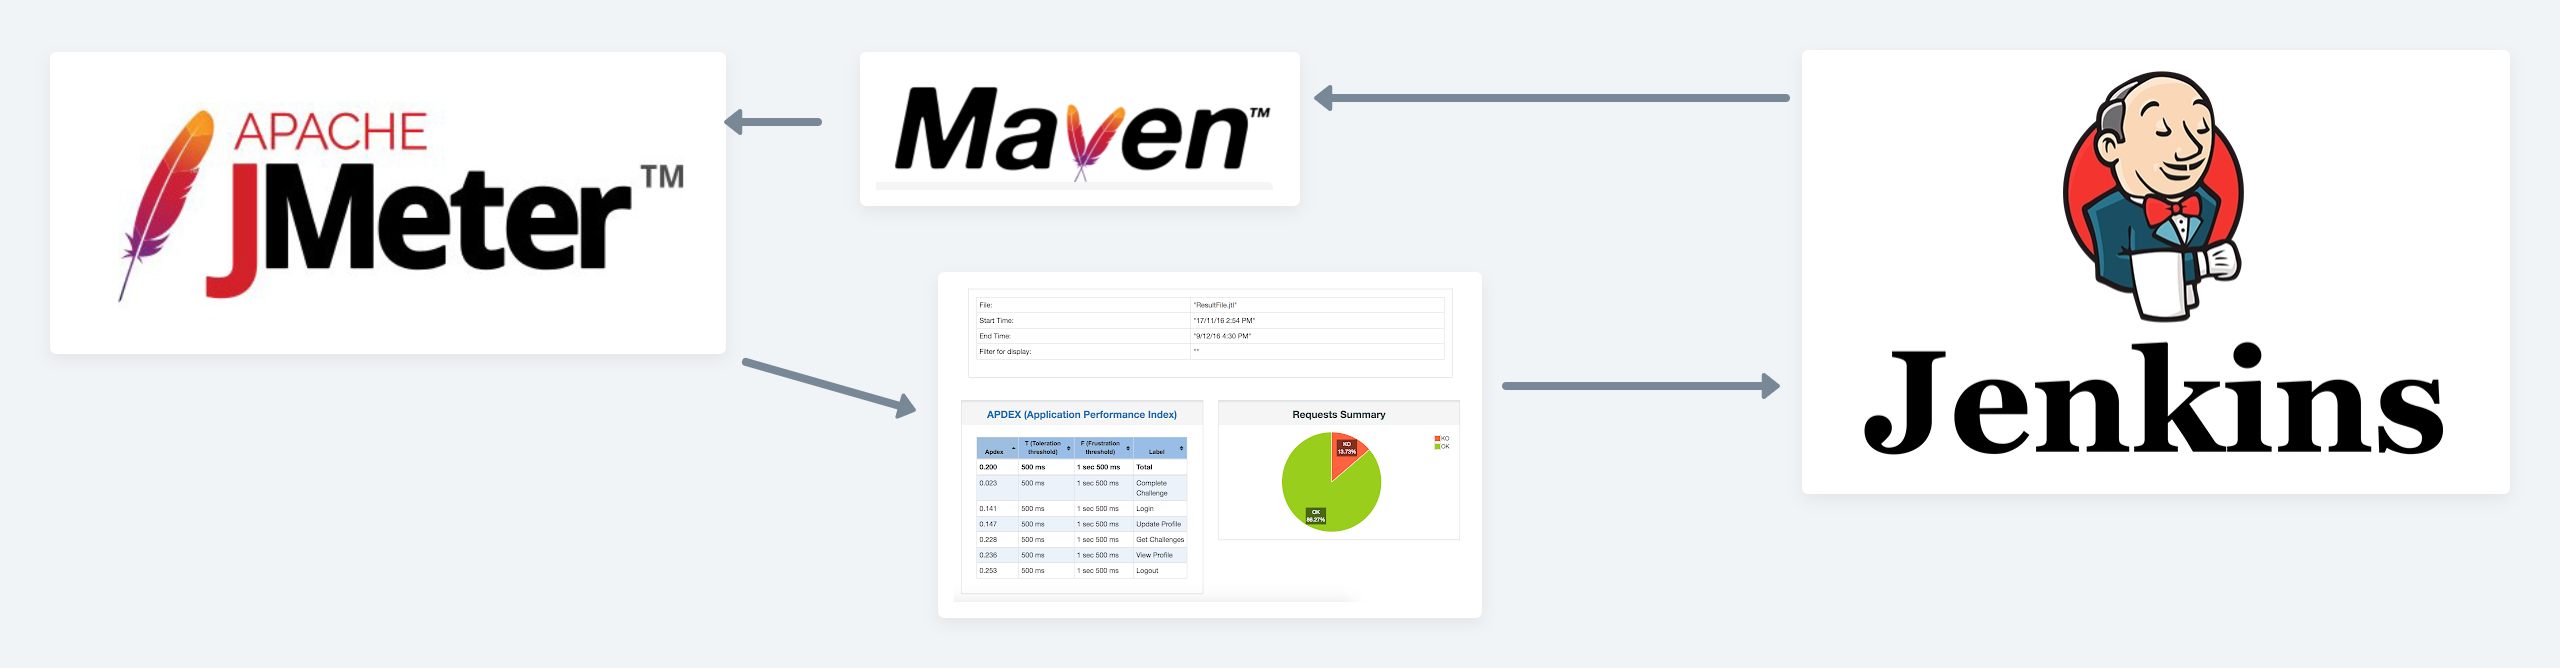 APACHE
JMeter™
Maven™
Jenkins
File: "ResultFile.jtl"
Start Time: "17/11/16 2:54 PM"
End Time: "9/12/16 4:30 PM"
Filter for display: ""
APDEX (Application Performance Index)
Apdex T (Toleration threshold) F (Frustration threshold) Label
0.200 500 ms 1 sec 500 ms Total
0.023 500 ms 1 sec 500 ms Complete Challenge
0.141 500 ms 1 sec 500 ms Login
0.147 500 ms 1 sec 500 ms Update Profile
0.228 500 ms 1 sec 500 ms Get Challenges
0.236 500 ms 1 sec 500 ms View Profile
0.253 500 ms 1 sec 500 ms Logout
Requests Summary
KO
13.73%
OK
86.27%
KO
OK